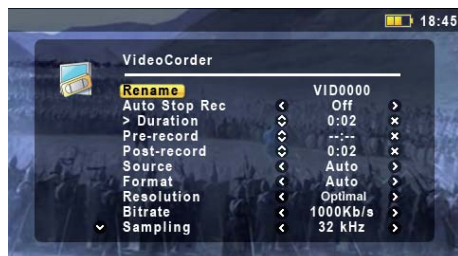 18:45
VideoCorder
Rename VID0000
Auto Stop Rec Off
> Duration 0:02
Pre-record --:--
Post-record 0:02
Source Auto
Format Auto
Resolution Optimal
Bitrate 1000Kb/s
Sampling 32 kHz